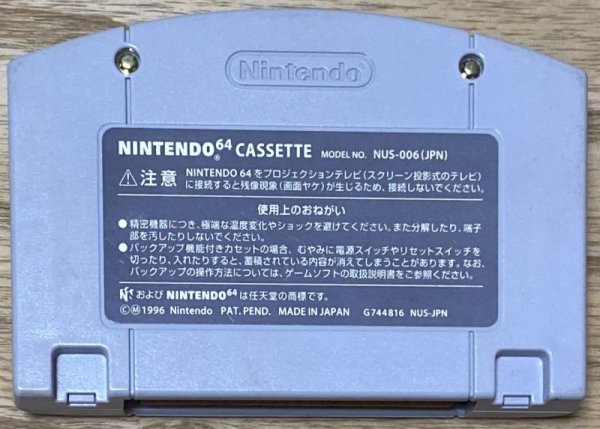 Nintendo
NINTENDO64® CASSETTE MODEL NO. NUS-006(JPN)
⚠注意 NINTENDO 64 をプロジェクションテレビ(スクリーン投影式のテレビ)
に接続すると残像現象(画面ヤケ)が生じるため、接続しないでください。
使用上のおねがい
●精密機器につき、極端な温度変化やショックを避けてください。また分解したり、端子
部を汚したりしないでください。
●バックアップ機能付きカセットの場合、むやみに電源スイッチやリセットスイッチを
切ったり、入れたりすると、蓄積されている内容が消えてしまうことがあります。なお、
バックアップの操作方法については、ゲームソフトの取扱説明書をご参照ください。
および NINTENDO64は任天堂の商標です。
©Ⓜ1996 Nintendo PAT. PEND. MADE IN JAPAN G744816 NUS-JPN